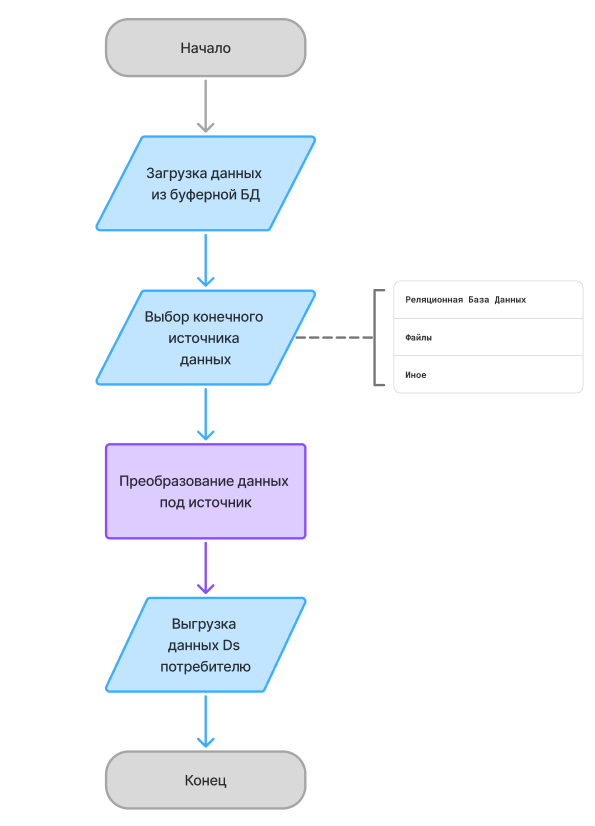 Начало
Загрузка данных
из буферной БД
Выбор конечного
источника
данных
Реляционная База Данных
Файлы
Иное
Преобразование данных
под источник
Выгрузка
данных Ds
потребителю
Конец